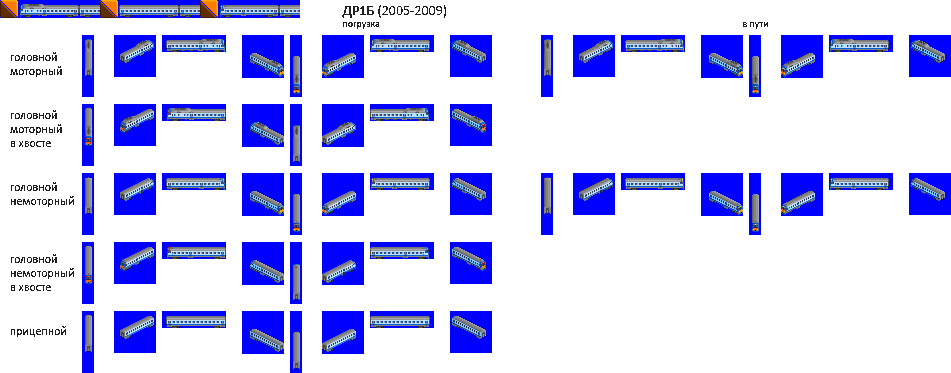 ДР1Б (2005-2009)
погрузка
в пути
головной
моторный
головной
моторный
в хвосте
головной
немоторный
головной
немоторный
в хвосте
прицепной